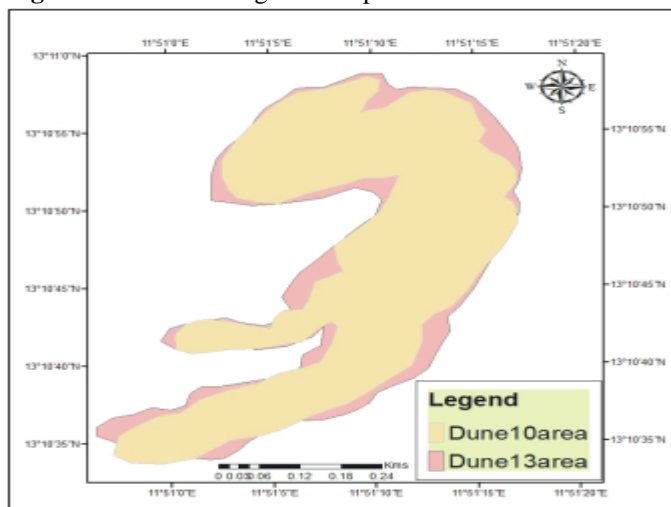 11°51'0"E 11°51'5"E 11°51'10"E 11°51'15"E 11°51'20"E
13°11'0"N
N
W E
S
13°10'55"N 13°10'55"N
13°10'50"N 13°10'50"N
13°10'45"N 13°10'45"N
13°10'40"N 13°10'40"N
Legend
Dune10area
13°10'35"N 13°10'35"N
Dune13area
Kms
0 0.03 0.06 0.12 0.18 0.24
11°51'0"E 11°51'5"E 11°51'10"E 11°51'15"E 11°51'20"E